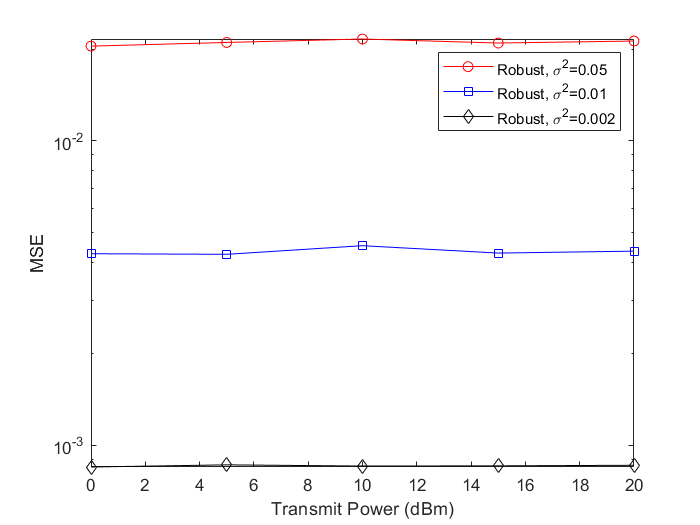 Robust, σ²=0.05
Robust, σ²=0.01
Robust, σ²=0.002
10⁻²
MSE
10⁻³
0 2 4 6 8 10 12 14 16 18 20
Transmit Power (dBm)